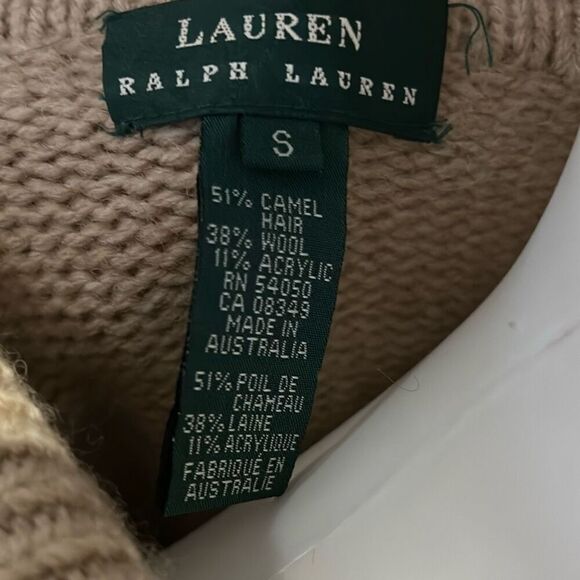 LAUREN
RALPH LAUREN
S
51% CAMEL
HAIR
38% WOOL
11% ACRYLIC
RN 54050
CA 08349
MADE IN
AUSTRALIA
51% POIL DE
CHAMEAU
38% LAINE
11% ACRYLIQUE
FABRIQUÉ EN
AUSTRALIE